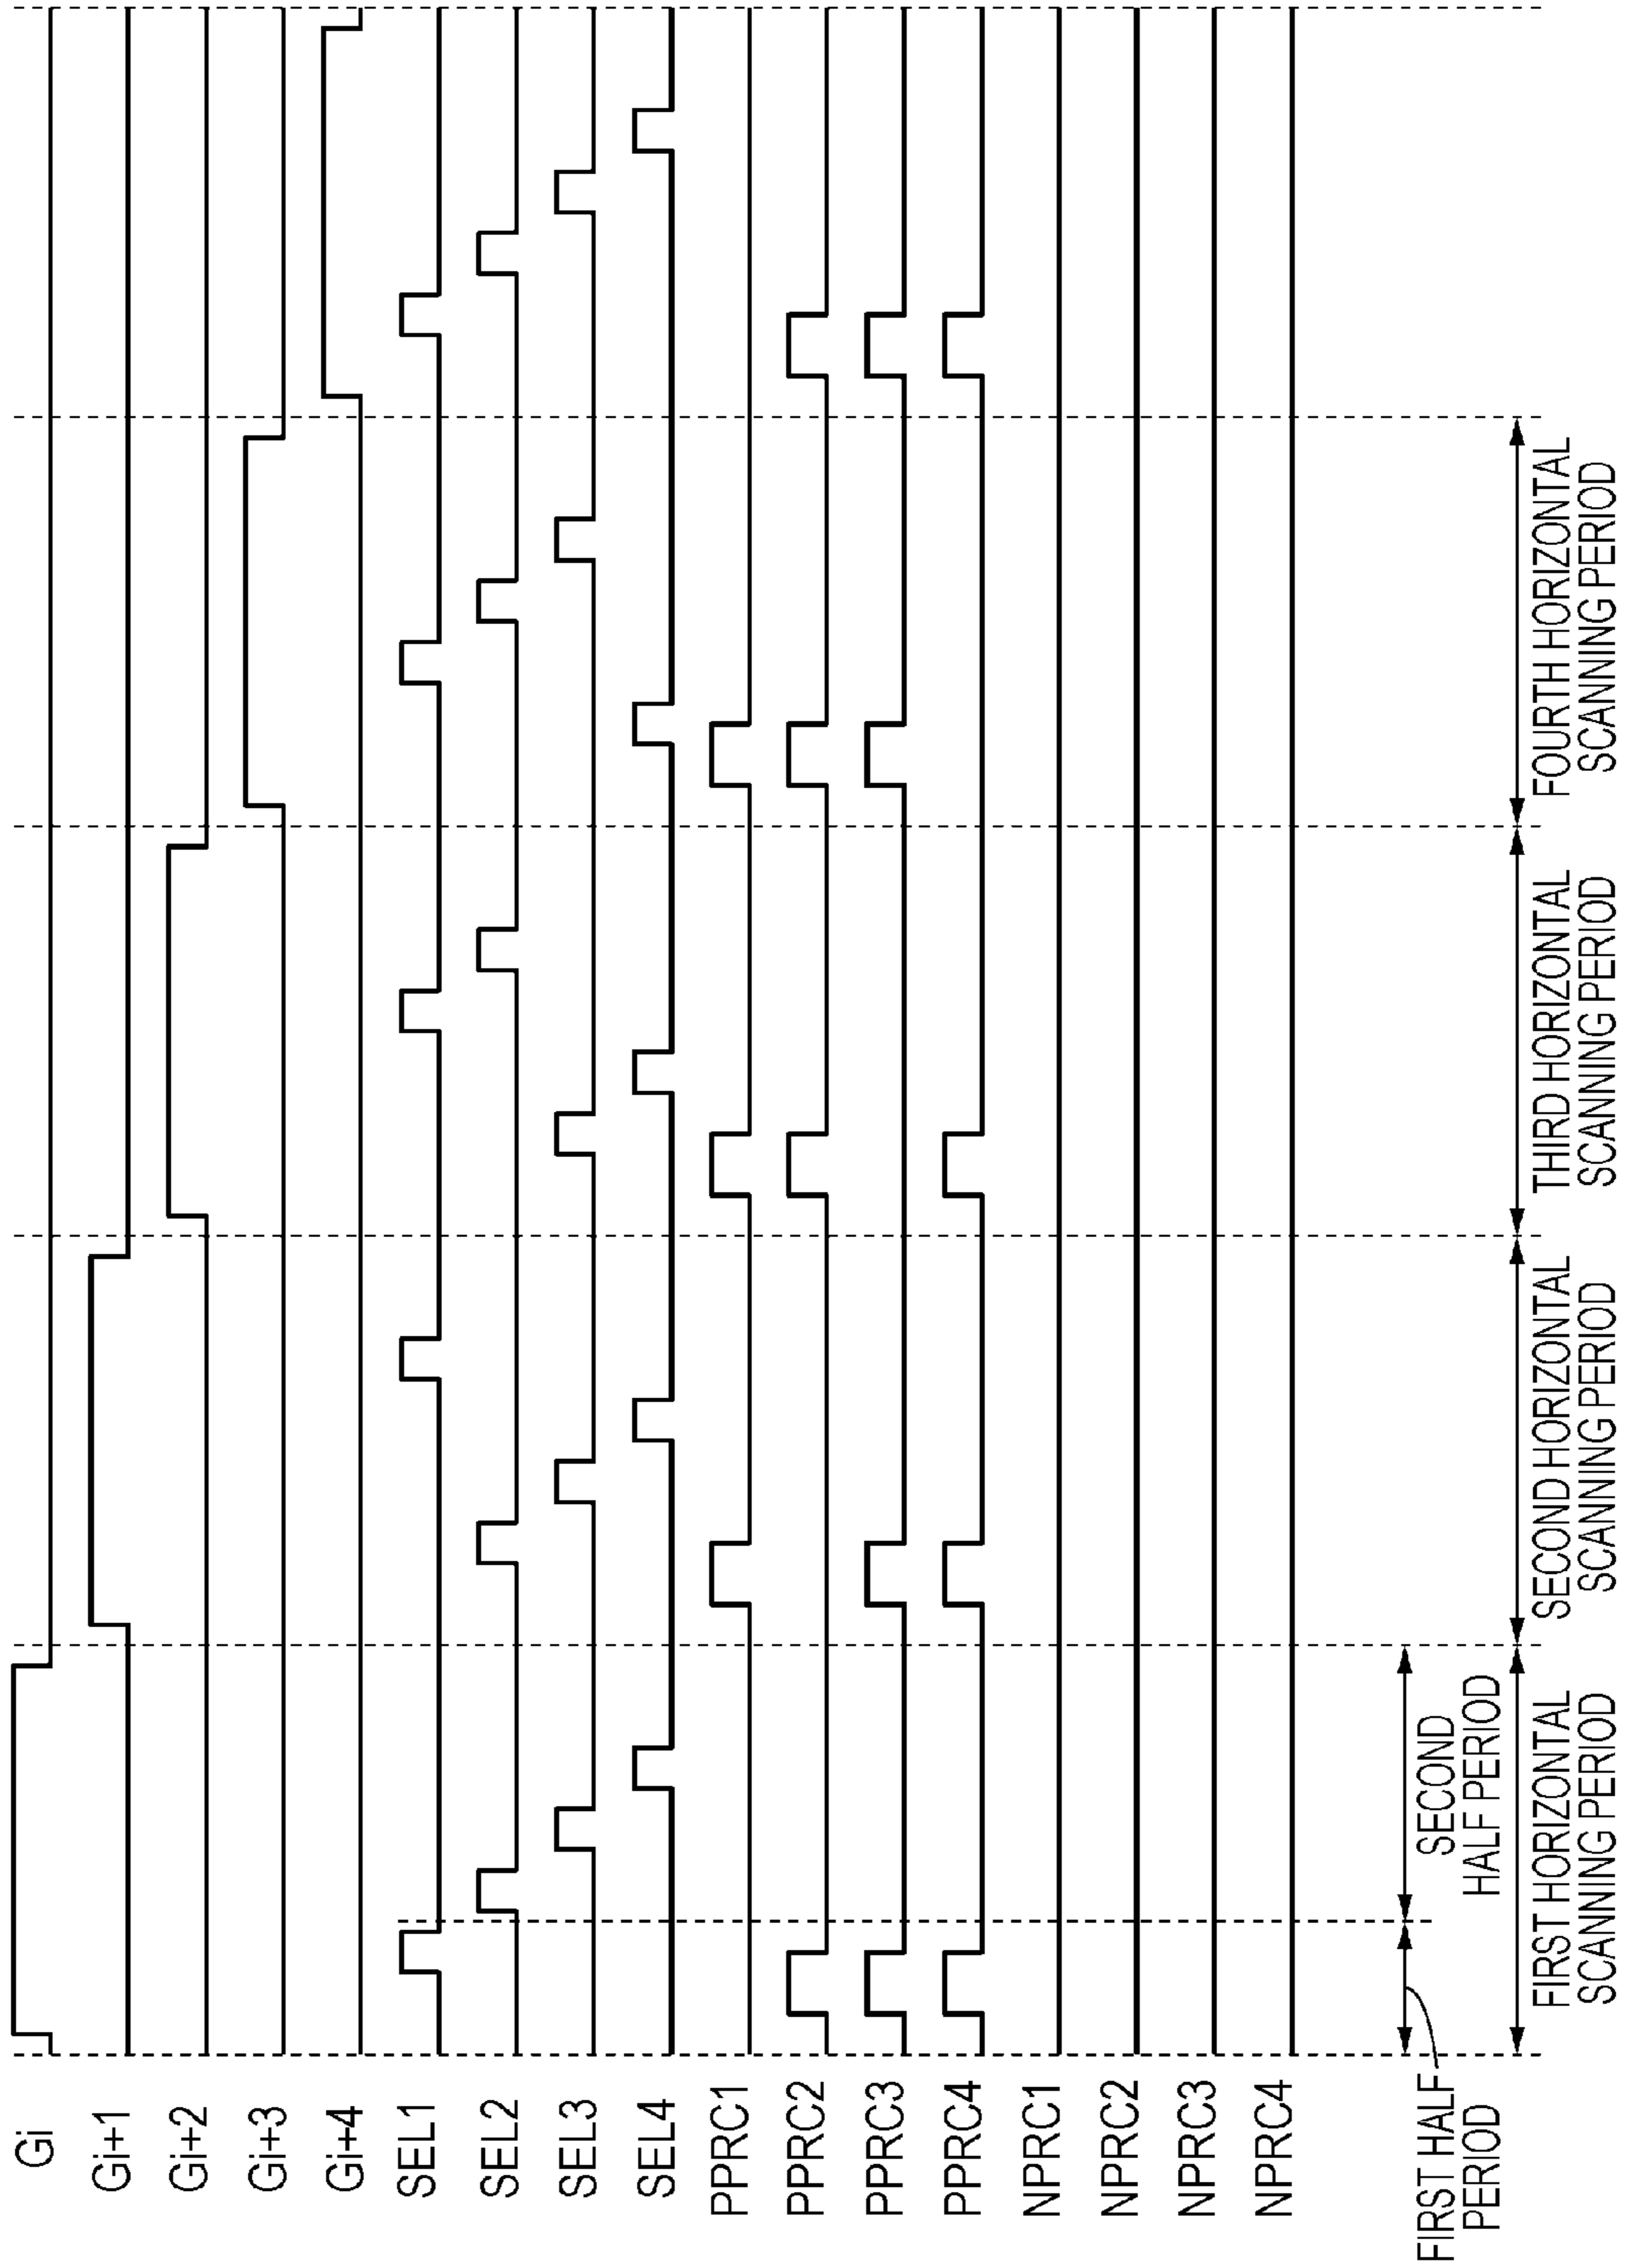 Gi
Gi+1
Gi+2
Gi+3
Gi+4
SEL1
SEL2
SEL3
SEL4
PPRC1
PPRC2
PPRC3
PPRC4
NPRC1
NPRC2
NPRC3
NPRC4
FIRST HALF
PERIOD
SECOND
HALF PERIOD
FIRST HORIZONTAL
SCANNING PERIOD
SECOND HORIZONTAL
SCANNING PERIOD
THIRD HORIZONTAL
SCANNING PERIOD
FOURTH HORIZONTAL
SCANNING PERIOD